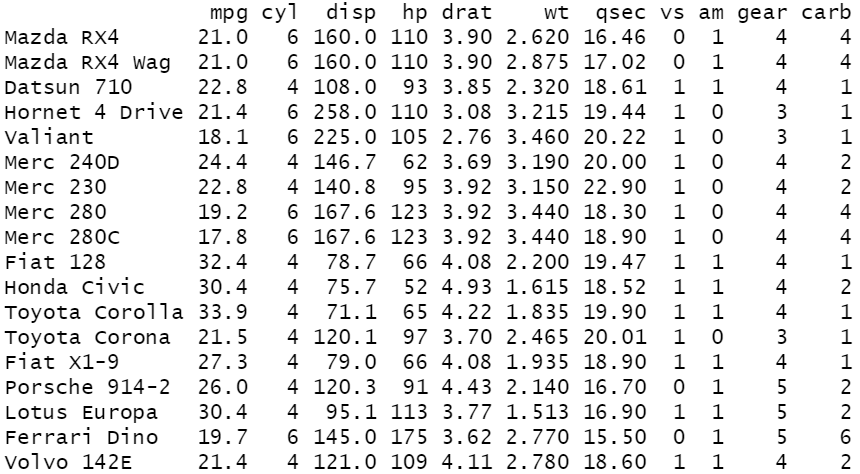 mpg cyl disp hp drat wt qsec vs am gear carb
Mazda RX4 21.0 6 160.0 110 3.90 2.620 16.46 0 1 4 4
Mazda RX4 Wag 21.0 6 160.0 110 3.90 2.875 17.02 0 1 4 4
Datsun 710 22.8 4 108.0 93 3.85 2.320 18.61 1 1 4 1
Hornet 4 Drive 21.4 6 258.0 110 3.08 3.215 19.44 1 0 3 1
Valiant 18.1 6 225.0 105 2.76 3.460 20.22 1 0 3 1
Merc 240D 24.4 4 146.7 62 3.69 3.190 20.00 1 0 4 2
Merc 230 22.8 4 140.8 95 3.92 3.150 22.90 1 0 4 2
Merc 280 19.2 6 167.6 123 3.92 3.440 18.30 1 0 4 4
Merc 280C 17.8 6 167.6 123 3.92 3.440 18.90 1 0 4 4
Fiat 128 32.4 4 78.7 66 4.08 2.200 19.47 1 1 4 1
Honda Civic 30.4 4 75.7 52 4.93 1.615 18.52 1 1 4 2
Toyota Corolla 33.9 4 71.1 65 4.22 1.835 19.90 1 1 4 1
Toyota Corona 21.5 4 120.1 97 3.70 2.465 20.01 1 0 3 1
Fiat X1-9 27.3 4 79.0 66 4.08 1.935 18.90 1 1 4 1
Porsche 914-2 26.0 4 120.3 91 4.43 2.140 16.70 0 1 5 2
Lotus Europa 30.4 4 95.1 113 3.77 1.513 16.90 1 1 5 2
Ferrari Dino 19.7 6 145.0 175 3.62 2.770 15.50 0 1 5 6
Volvo 142E 21.4 4 121.0 109 4.11 2.780 18.60 1 1 4 2